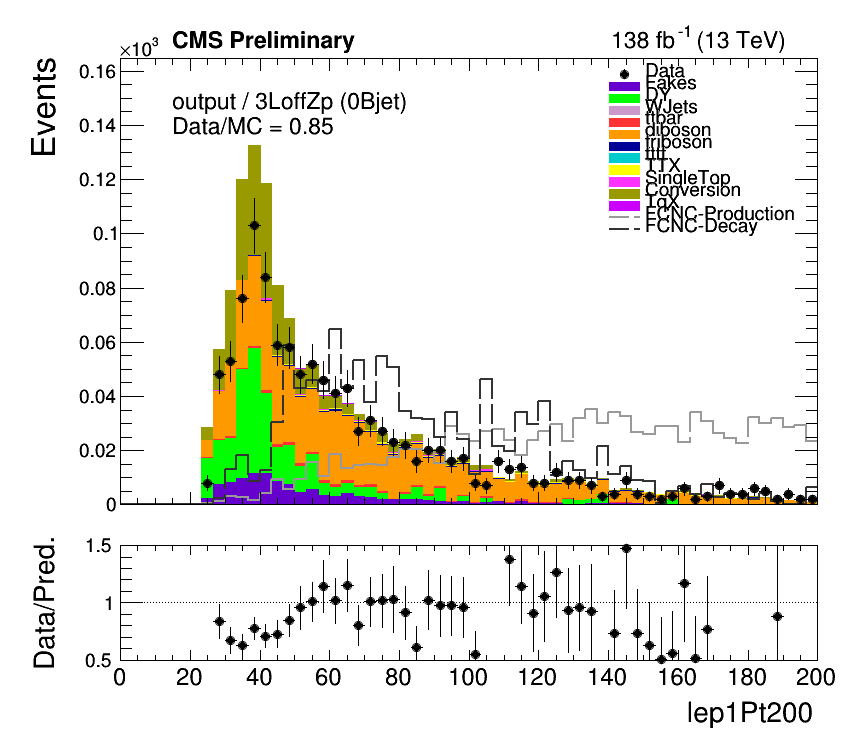 CMS Preliminary
138 fb-1 (13 TeV)
×10³
Events
0.16
0.14
0.12
0.1
0.08
0.06
0.04
0.02
0
output / 3LoffZp (0Bjet)
Data/MC = 0.85
Data
Fakes
DY
WJets
ttbar
diboson
triboson
tttt
TTX
SingleTop
Conversion
TqX
FCNC-Production
FCNC-Decay
Data/Pred.
1.5
1
0.5
0 20 40 60 80 100 120 140 160 180 200
lep1Pt200